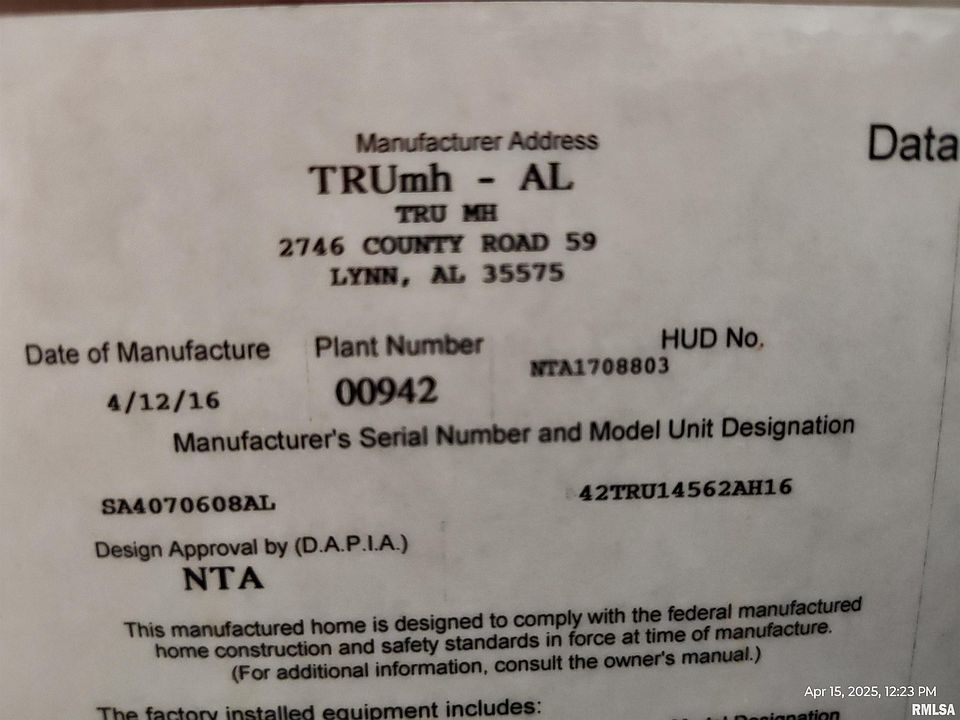 Manufacturer Address
Data
TRUmh - AL
TRU MH
2746 COUNTY ROAD 59
LYNN, AL 35575
Date of Manufacture Plant Number HUD No.
4/12/16 00942 NTA1708803
Manufacturer's Serial Number and Model Unit Designation
SA4070608AL 42TRU14562AH16
Design Approval by (D.A.P.I.A.)
NTA
This manufactured home is designed to comply with the federal manufactured
home construction and safety standards in force at time of manufacture.
(For additional information, consult the owner's manual.)
The factory installed equipment includes:
Model Designation
Apr 15, 2025, 12:23 PM
RMLSA